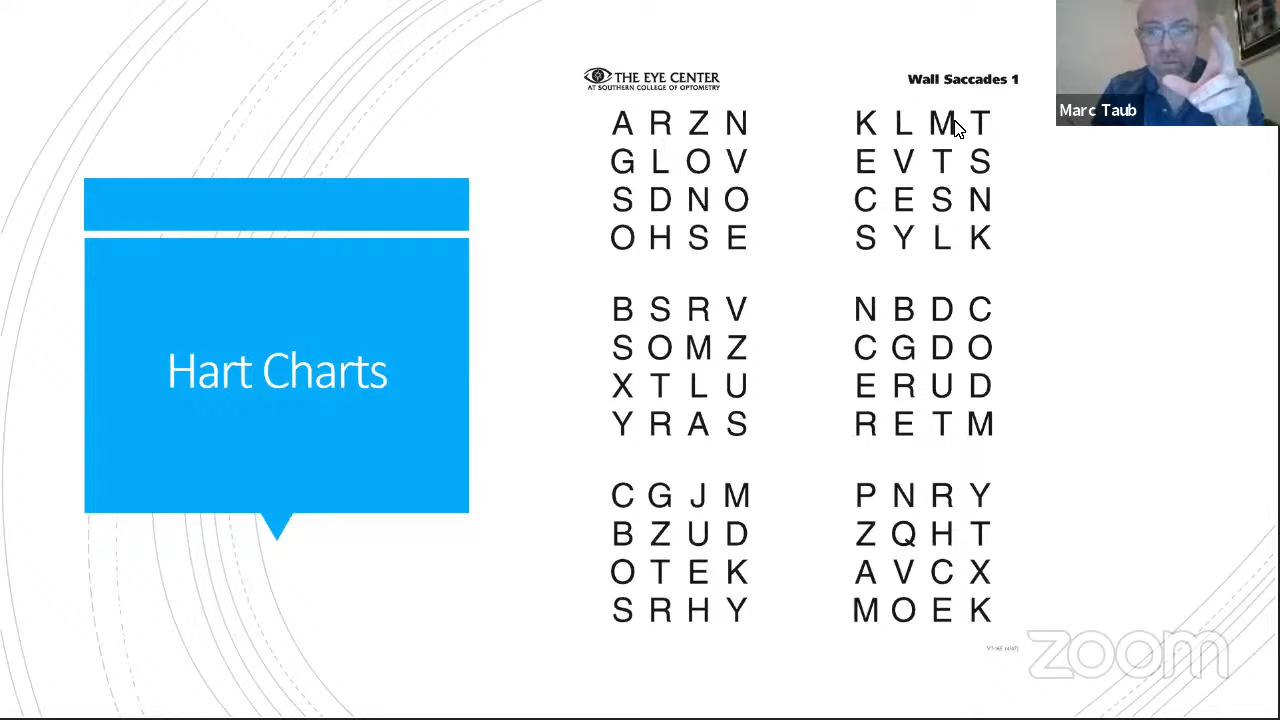 THE EYE CENTER
AT SOUTHERN COLLEGE OF OPTOMETRY
Wall Saccades 1
Marc Taub
A R Z N K L M T
G L O V E V T S
S D N O C E S N
O H S E S Y L K
Hart Charts
B S R V N B D C
S O M Z C G D O
X T L U E R U D
Y R A S R E T M
C G J M P N R Y
B Z U D Z Q H T
O T E K A V C X
S R H Y M O E K
zoom